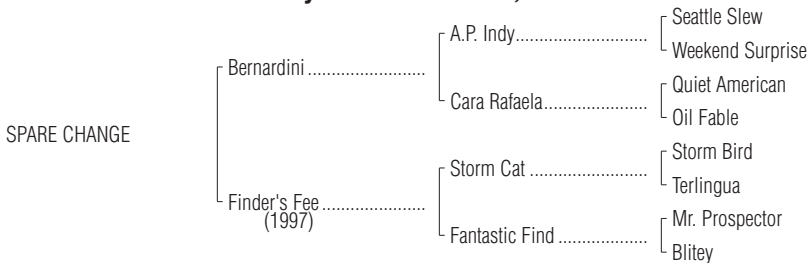 Seattle Slew
A.P. Indy
Weekend Surprise
Bernardini
Quiet American
Cara Rafaela
Oil Fable
SPARE CHANGE
Storm Bird
Storm Cat
Terlingua
Finder's Fee
(1997)
Mr. Prospector
Fantastic Find
Blitey